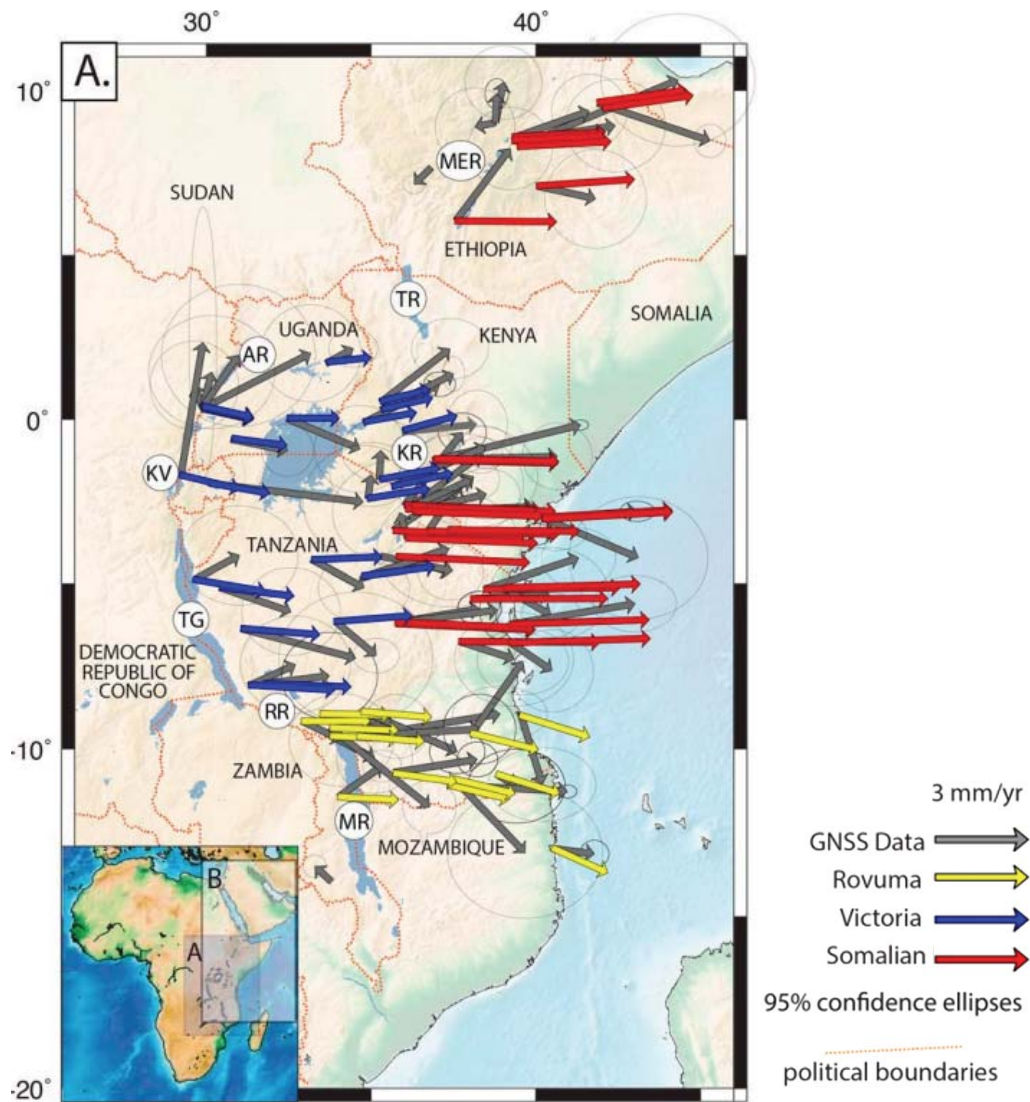 30°
40°
A.
10°
MER
SUDAN
ETHIOPIA
TR
SOMALIA
UGANDA
KENYA
AR
0°
KR
KV
TANZANIA
TG
DEMOCRATIC
REPUBLIC OF
CONGO
RR
-10°
ZAMBIA
3 mm/yr
MR
GNSS Data
MOZAMBIQUE
B
Rovuma
Victoria
A
Somalian
95% confidence ellipses
political boundaries
-20°